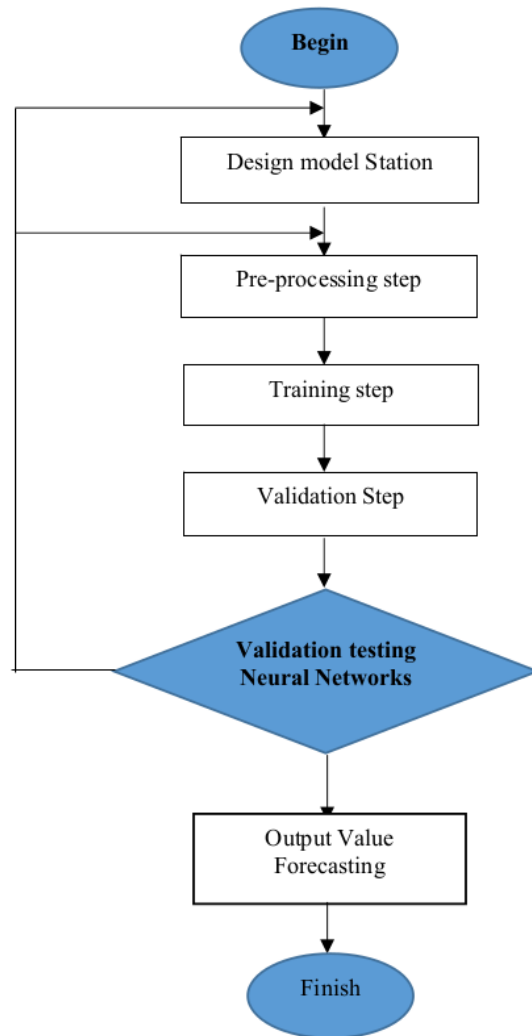 Begin
Design model Station
Pre-processing step
Training step
Validation Step
Validation testing
Neural Networks
Output Value
Forecasting
Finish